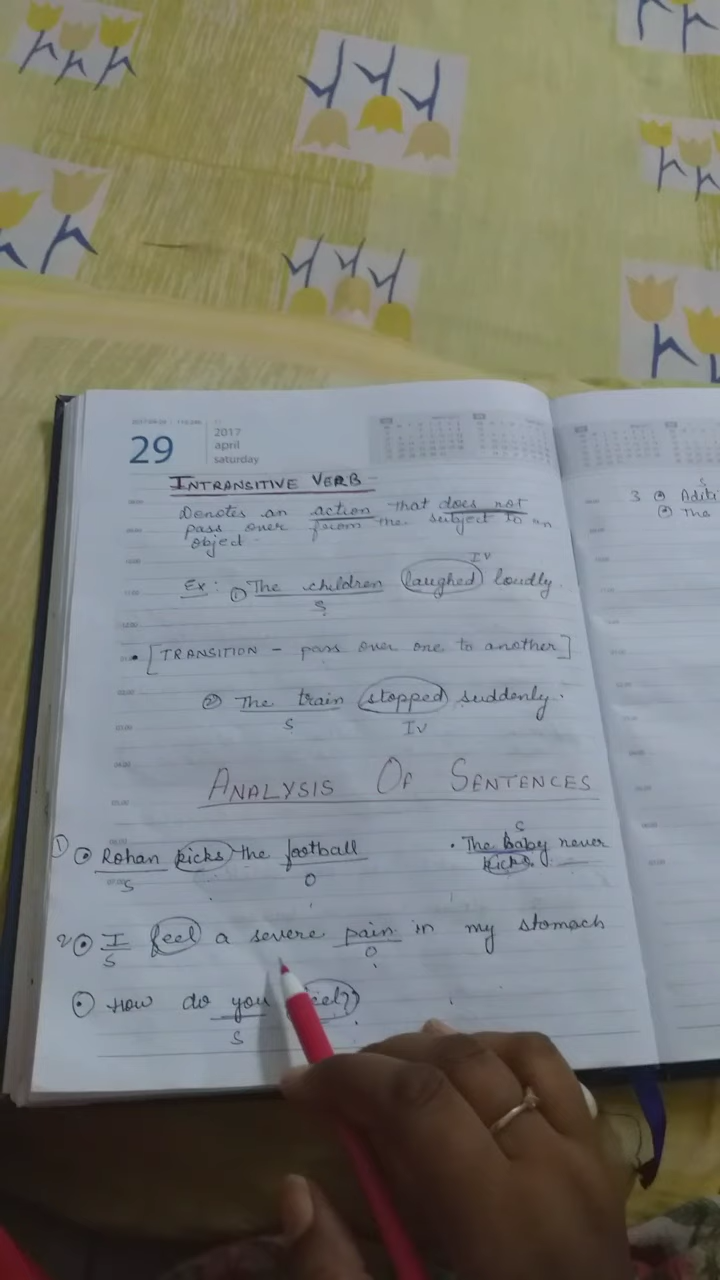 29
2017
april
saturday
INTRANSITIVE VERB -
Denotes an action that does not
pass over from the subject to an
object.
IV
Ex: ① The children laughed loudly.
S
• [TRANSITION - pass over one to another]
② The train stopped suddenly.
S IV
ANALYSIS OF SENTENCES
1) Rohan kicks the football
S O
S
• The Baby never
kicks.
2 I feel a severe pain in my stomach
S O
How do you feel?
S
S
3 Aditi
The